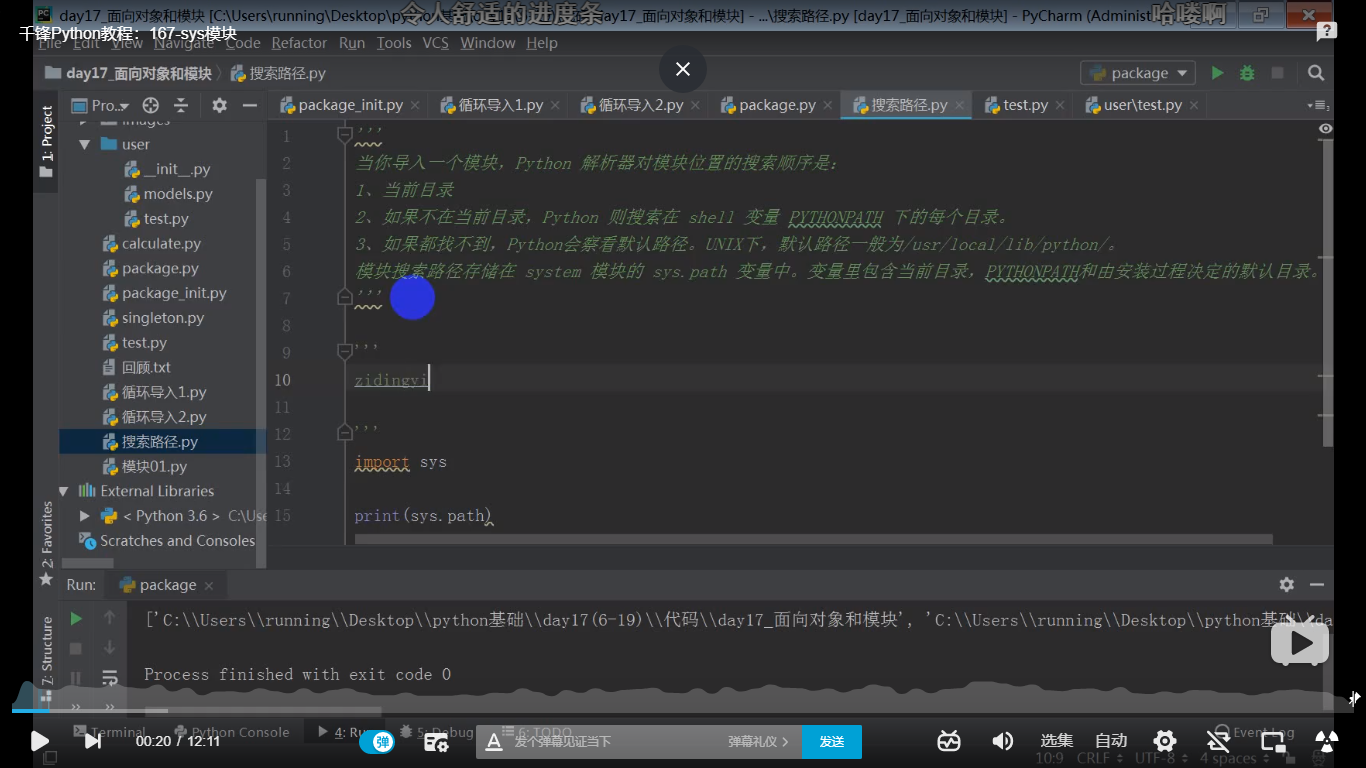 day17_面向对象和模块 [C:\Users\running\Desktop\python
令人舒适的进度条
day17_面向对象和模块] - ...\搜索路径.py [day17_面向对象和模块] - PyCharm (Administ
哈喽啊
千锋Python教程：167-sys模块
File Edit View Navigate Code Refactor Run Tools VCS Window Help
day17_面向对象和模块 搜索路径.py
package
Pro...
package_init.py 循环导入1.py 循环导入2.py package.py 搜索路径.py test.py user\test.py
1: Project
images
user
__init__.py
models.py
test.py
calculate.py
package.py
package_init.py
singleton.py
test.py
回顾.txt
循环导入1.py
循环导入2.py
搜索路径.py
模块01.py
External Libraries
< Python 3.6 > C:\Use
Scratches and Consoles
1 '''
2 当你导入一个模块，Python 解析器对模块位置的搜索顺序是：
3 1、当前目录
4 2、如果不在当前目录，Python 则搜索在 shell 变量 PYTHONPATH 下的每个目录。
5 3、如果都找不到，Python会察看默认路径。UNIX下，默认路径一般为/usr/local/lib/python/。
6 模块搜索路径存储在 system 模块的 sys.path 变量中。变量里包含当前目录，PYTHONPATH和由安装过程决定的默认目录。
7 '''
8
9 '''
10 zidingyi
11
12 '''
13 import sys
14
15 print(sys.path)
2: Favorites
7: Structure
Run: package
['C:\\Users\\running\\Desktop\\python基础\\day17(6-19)\\代码\\day17_面向对象和模块', 'C:\\Users\\running\\Desktop\\python基础\\da
Process finished with exit code 0
Terminal Python Console 4: Ru 5: Debug 6: TODO Event Log
00:20 / 12:11 弹 发个弹幕见证当下 弹幕礼仪 > 发送 选集 自动
10:9 CRLF UTF-8 4 spaces